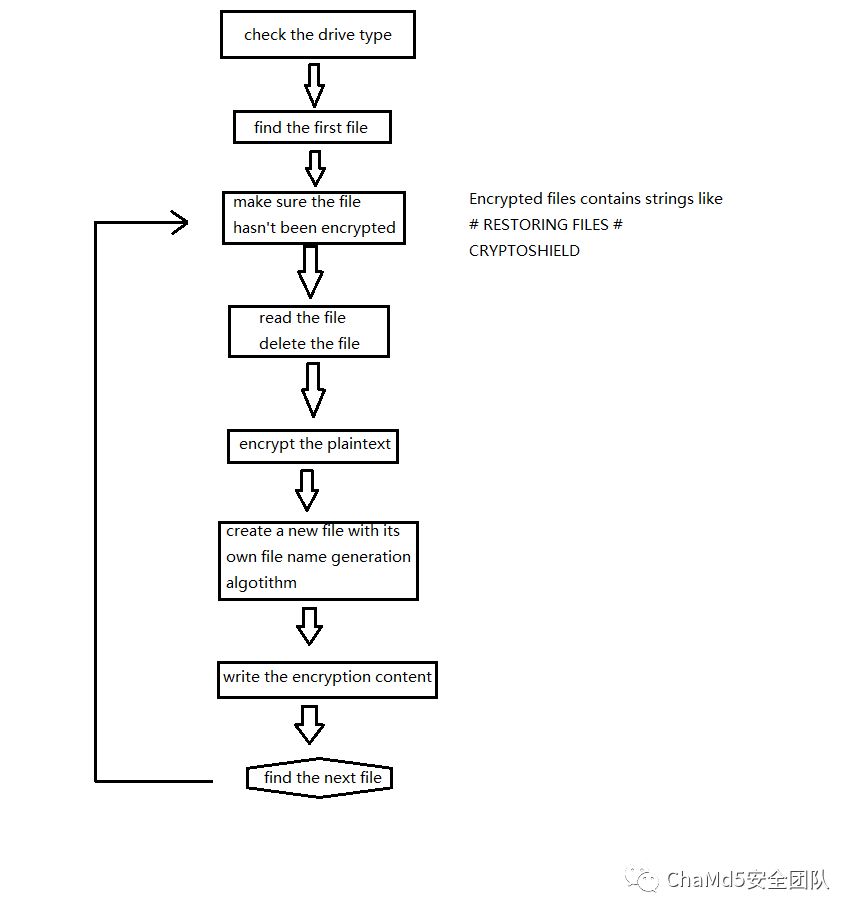 check the drive type
find the first file
make sure the file
hasn't been encrypted
Encrypted files contains strings like
# RESTORING FILES #
CRYPTOSHIELD
read the file
delete the file
encrypt the plaintext
create a new file with its
own file name generation
algotithm
write the encryption content
find the next file
ChaMd5安全团队